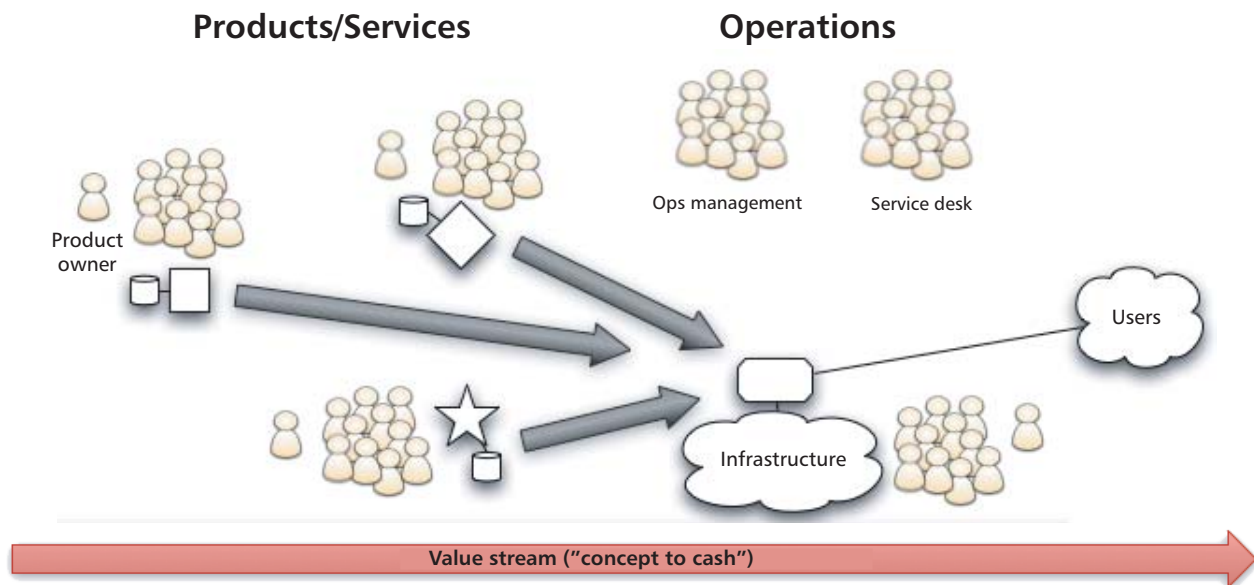 Products/Services
Operations
Ops management
Service desk
Product
owner
Users
Infrastructure
Value stream (”concept to cash”)